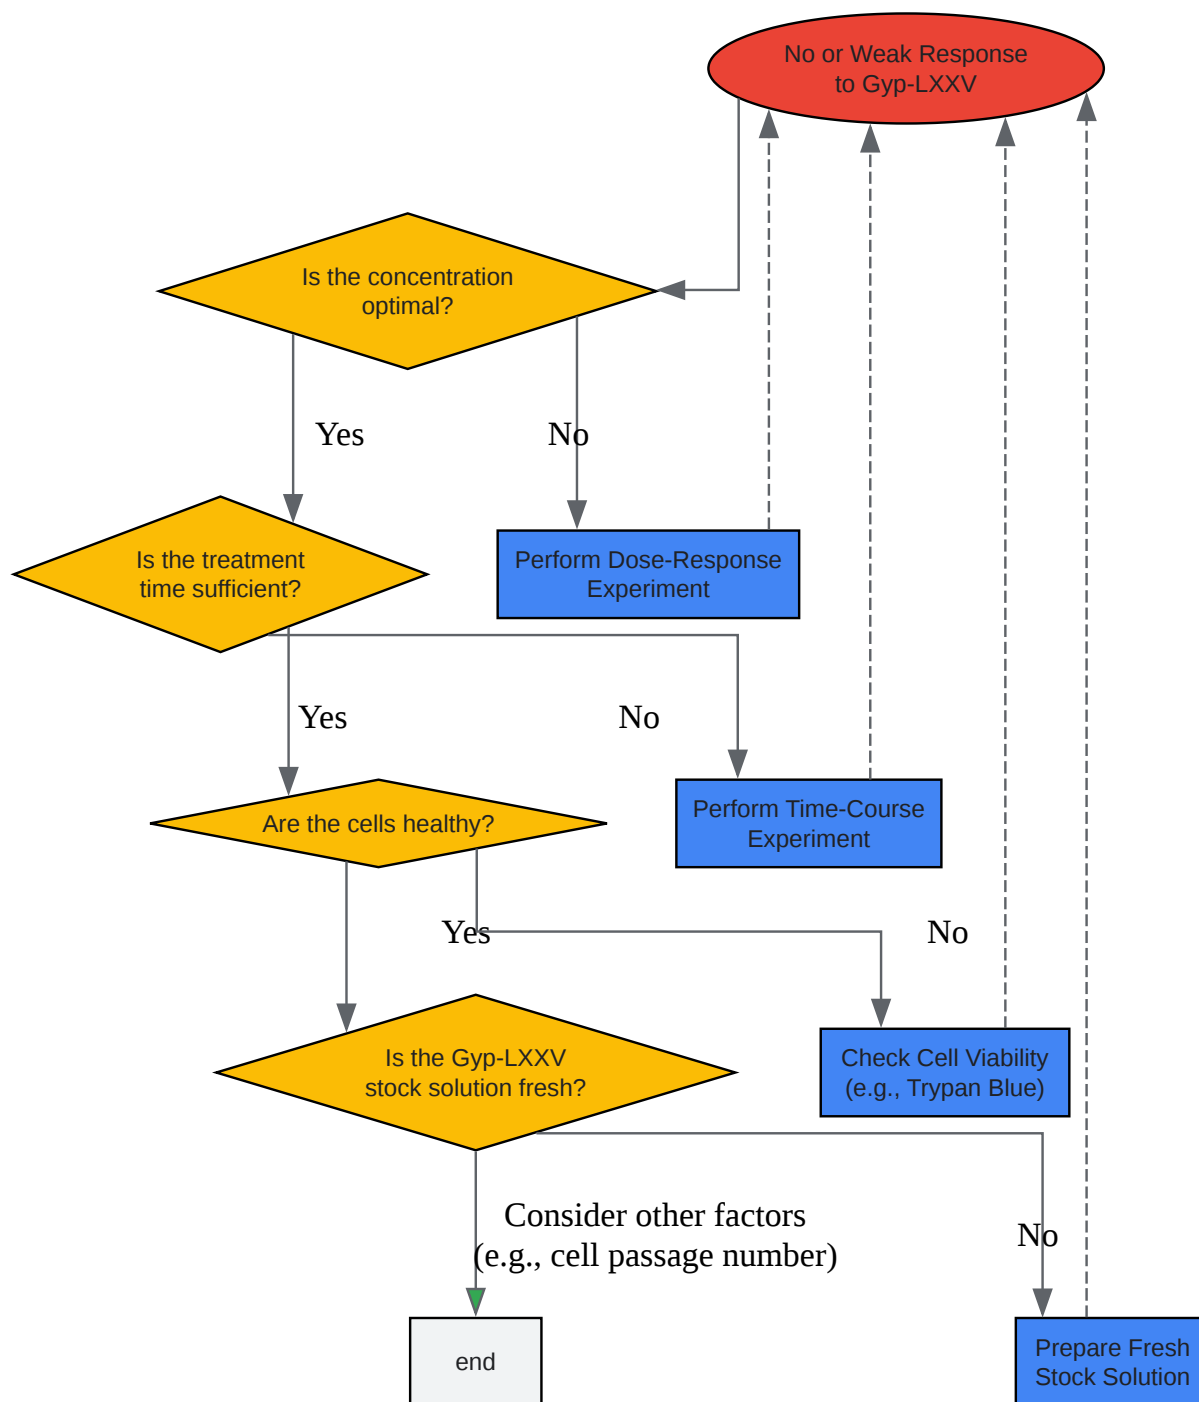 No or Weak Response
to Gyp-LXXV
Is the concentration
optimal?
Yes
No
Is the treatment
time sufficient?
Perform Dose-Response
Experiment
Yes
No
Are the cells healthy?
Perform Time-Course
Experiment
Yes
No
Is the Gyp-LXXV
stock solution fresh?
Check Cell Viability
(e.g., Trypan Blue)
Consider other factors
(e.g., cell passage number)
No
end
Prepare Fresh
Stock Solution